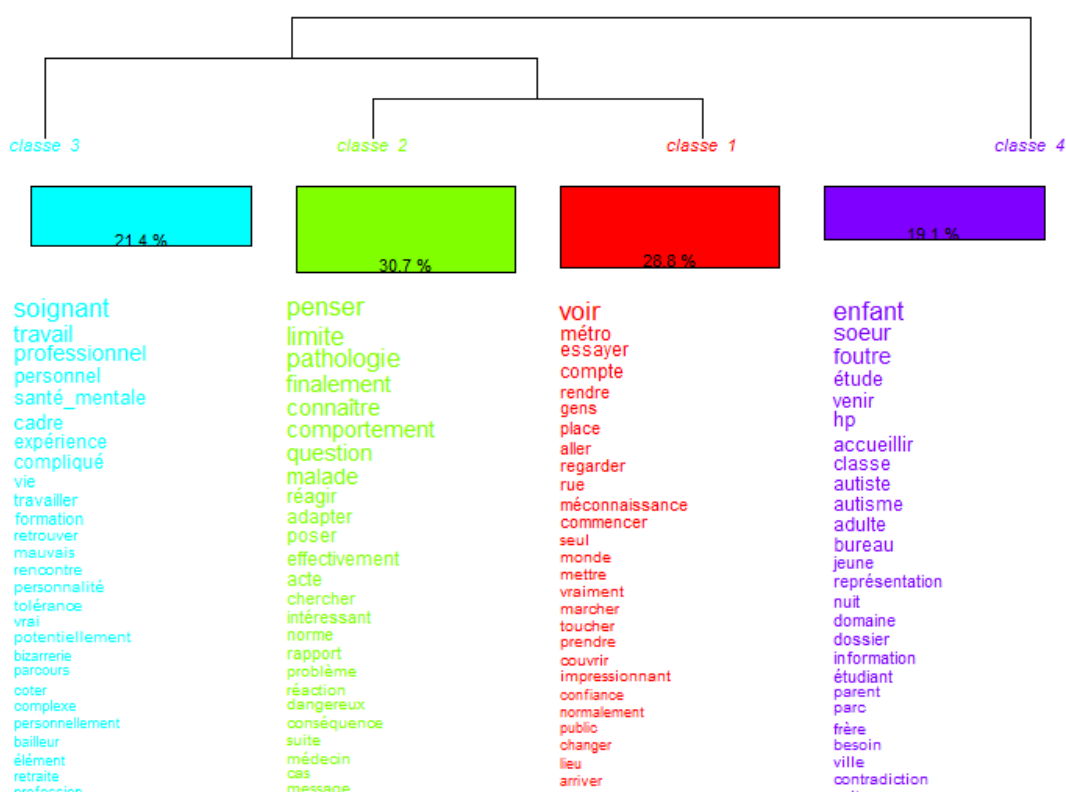 classe 3
classe 2
classe 1
classe 4
21.4 %
30.7 %
28.8 %
19.1 %
soignant
travail
professionnel
personnel
santé_mentale
cadre
expérience
compliqué
vie
travailler
formation
retrouver
mauvais
rencontre
personnalité
tolérance
vrai
potentiellement
bizarrerie
parcours
coter
complexe
personnellement
bailleur
élément
retraite
profession
penser
limite
pathologie
finalement
connaître
comportement
question
malade
réagir
adapter
poser
effectivement
acte
chercher
intéressant
norme
rapport
problème
réaction
dangereux
conséquence
suite
médecin
cas
message
voir
métro
essayer
compte
rendre
gens
place
aller
regarder
rue
méconnaissance
commencer
seul
monde
mettre
vraiment
marcher
toucher
prendre
couvrir
impressionnant
confiance
normalement
public
changer
lieu
arriver
enfant
soeur
foutre
étude
venir
hp
accueillir
classe
autiste
autisme
adulte
bureau
jeune
représentation
nuit
domaine
dossier
information
étudiant
parent
parc
frère
besoin
ville
contradiction